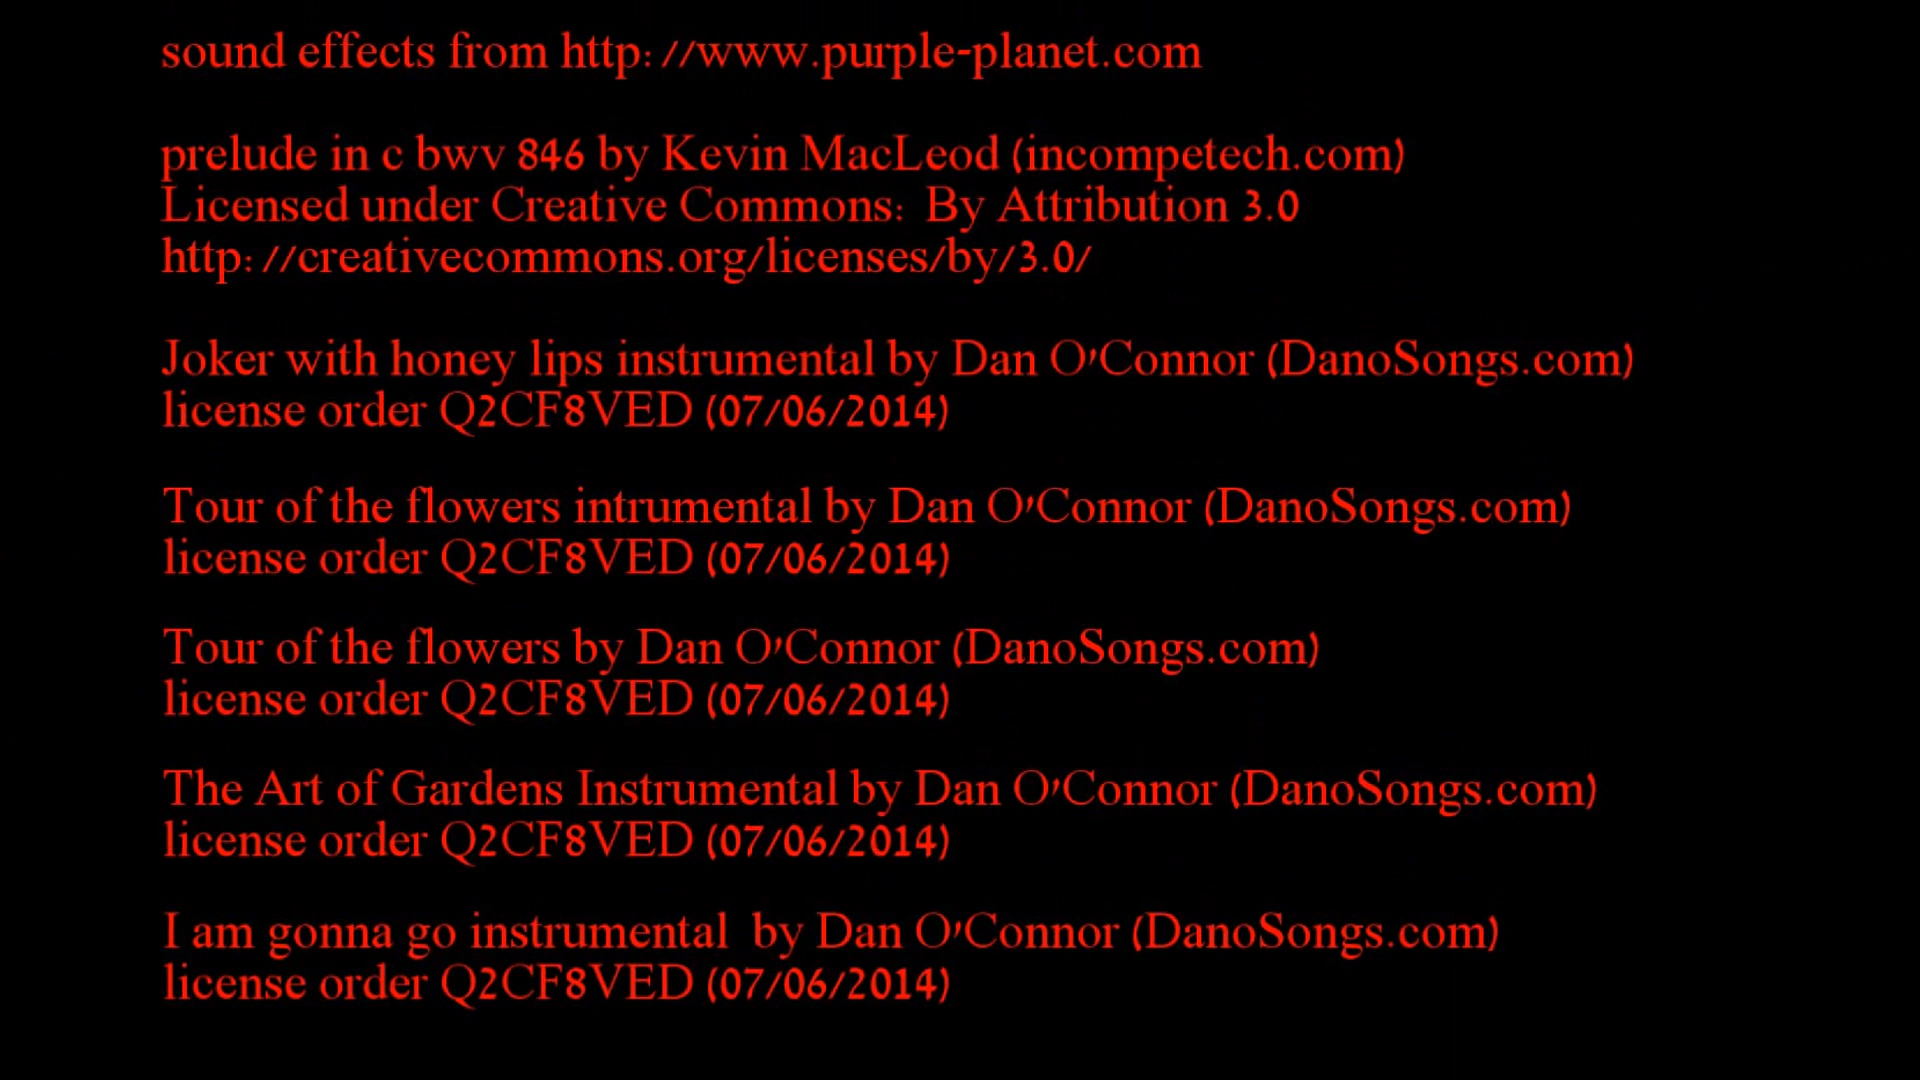 sound effects from http://www.purple-planet.com
prelude in c bwv 846 by Kevin MacLeod (incompetech.com)
Licensed under Creative Commons: By Attribution 3.0
http://creativecommons.org/licenses/by/3.0/
Joker with honey lips instrumental by Dan O'Connor (DanoSongs.com)
license order Q2CF8VED (07/06/2014)
Tour of the flowers intrumental by Dan O'Connor (DanoSongs.com)
license order Q2CF8VED (07/06/2014)
Tour of the flowers by Dan O'Connor (DanoSongs.com)
license order Q2CF8VED (07/06/2014)
The Art of Gardens Instrumental by Dan O'Connor (DanoSongs.com)
license order Q2CF8VED (07/06/2014)
I am gonna go instrumental  by Dan O'Connor (DanoSongs.com)
license order Q2CF8VED (07/06/2014)